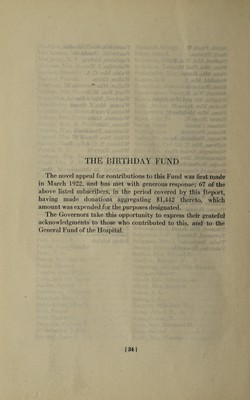 THE BIRTHDAY FUND
The novel appeal for contributions to this Fund was first made
in March 1922, and has met with generous response; 67 of the
above listed subscribers, in the period covered by this Report,
having made donations aggregating $1,442 thereto, which
amount was expended for the purposes designated.
The Governors take this opportunity to express their grateful
acknowledgments to those who contributed to this, and to the
General Fund of the Hospital.
[34]